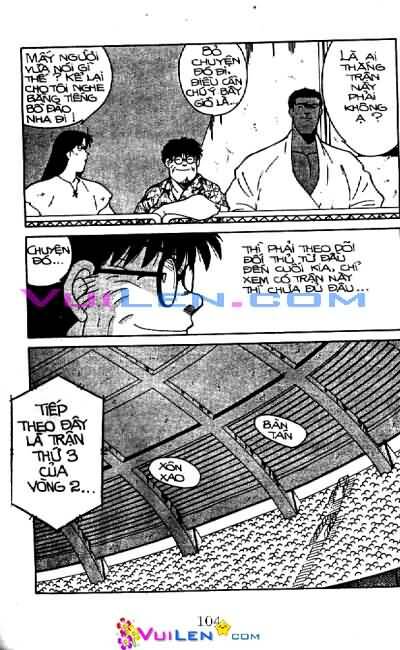 MẤY NGƯỜI
VỪA NÓI GÌ
THẾ? KỂ LẠI
CHO TÔI NGHE
BẰNG TIẾNG
BỒ ĐÀO
NHA ĐI!
BỎ
CHUYỆN
ĐÓ ĐI,
ĐIỀU CẦN
CHÚ Ý BÂY
GIỜ LÀ...
LÀ AI
THẮNG
TRẬN
NÀY
PHẢI
KHÔNG
Ạ?
CHUYỆN
ĐÓ...
THÌ PHẢI THEO DÕI
ĐỐI THỦ TỪ ĐẦU
ĐẾN CUỐI KIA, CHỈ
XEM CÓ TRẬN NÀY
THÌ CHƯA ĐỦ ĐÂU...
VUILEN.COM
TIẾP
THEO ĐÂY
LÀ TRẬN
THỨ 3
CỦA
VÒNG 2...
BÀN
TÁN
XÔN
XAO
104
VUILEN.COM